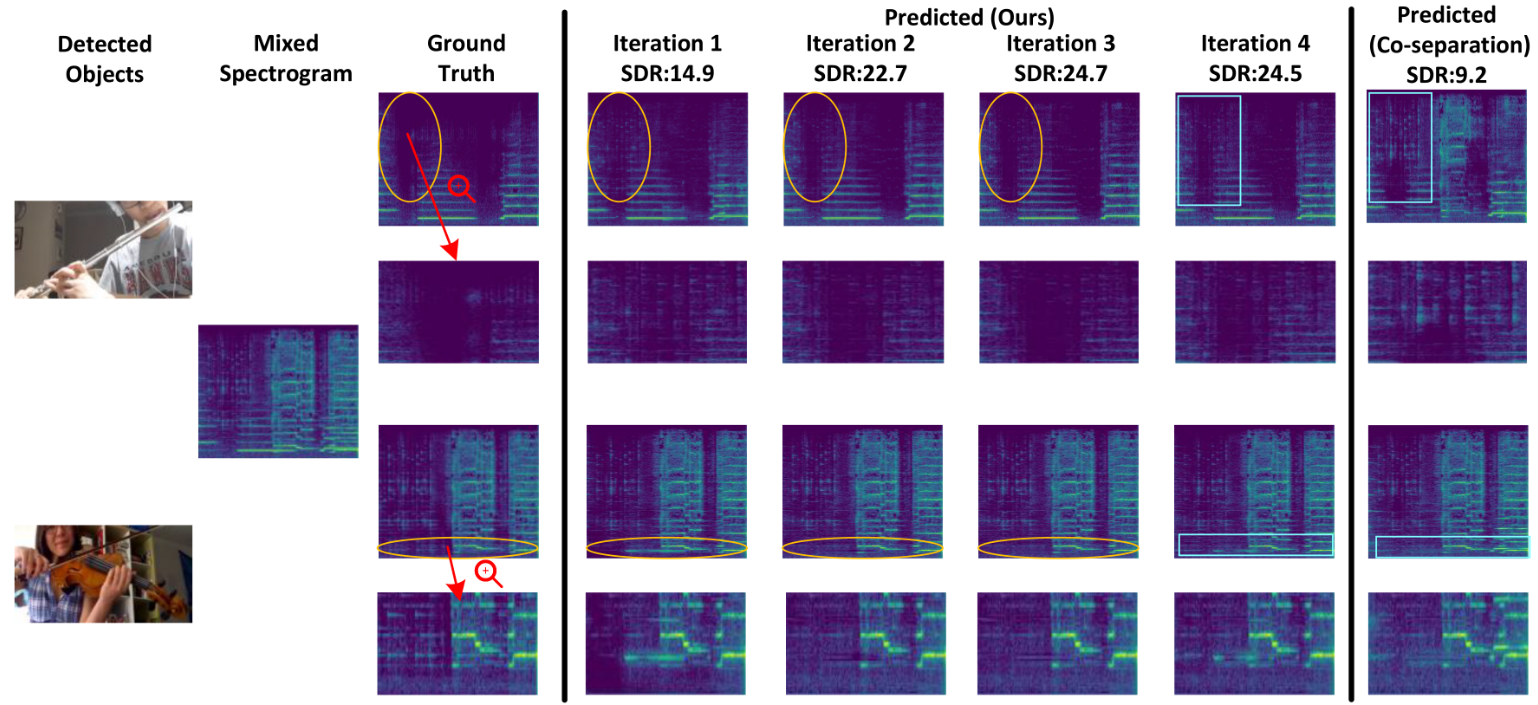 Detected
Objects
Mixed
Spectrogram
Ground
Truth
Predicted (Ours)
Iteration 1
SDR:14.9
Iteration 2
SDR:22.7
Iteration 3
SDR:24.7
Iteration 4
SDR:24.5
Predicted
(Co-separation)
SDR:9.2